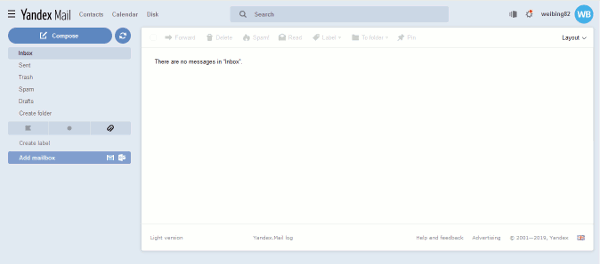 Yandex Mail Contacts Calendar Disk Search weibing82 WB
Compose
Forward Delete Spam! Read Label To folder Pin Layout
Inbox
There are no messages in 'Inbox'.
Sent
Trash
Spam
Drafts
Create folder
Create label
Add mailbox
Light version Yandex.Mail log Help and feedback Advertising © 2001—2019, Yandex